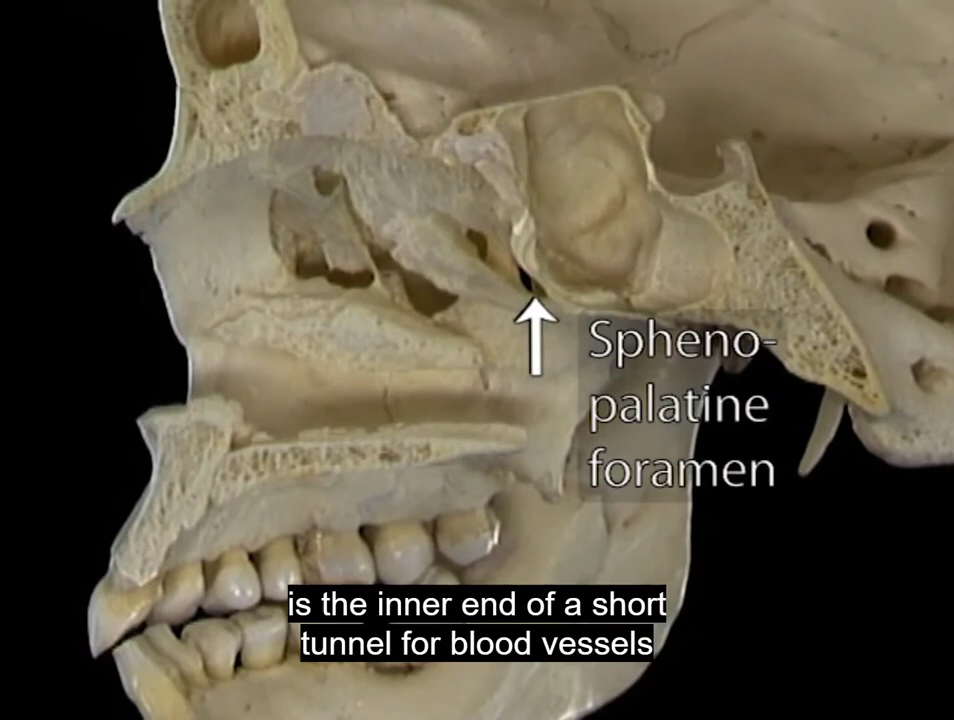 Spheno-
palatine
foramen
is the inner end of a short
tunnel for blood vessels